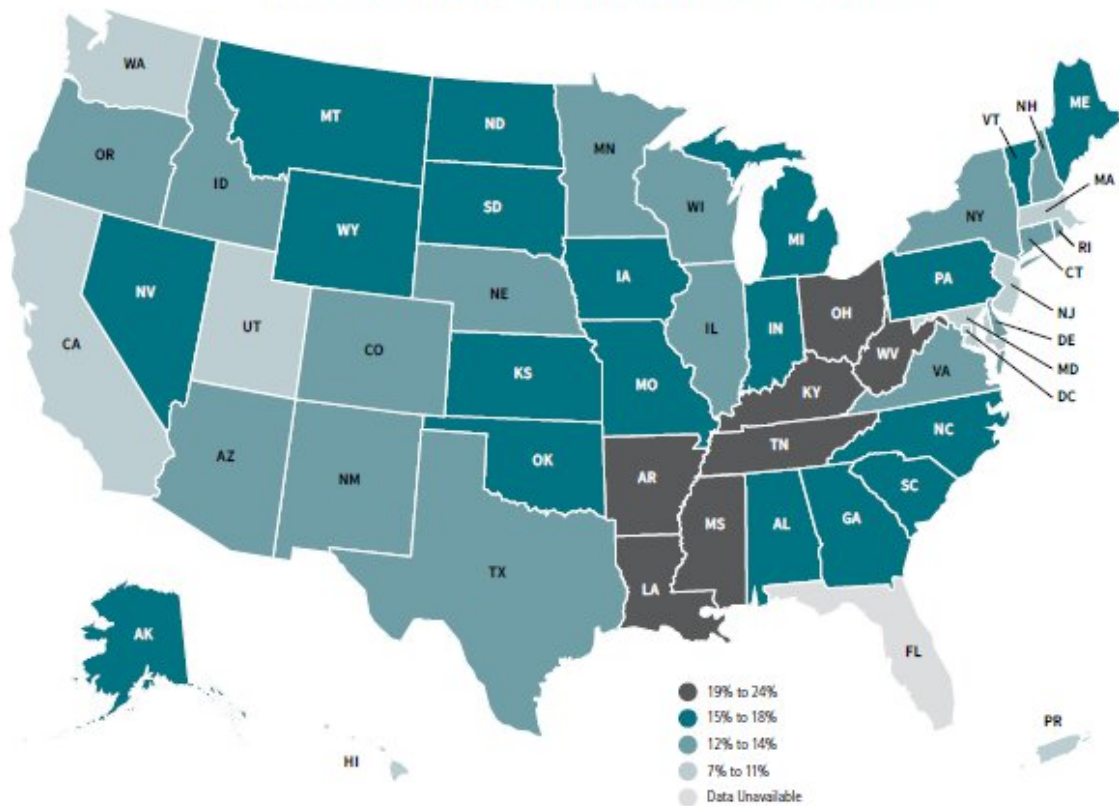 WA
MT
ND
MN
OR
ID
WY
SD
WI
MI
NY
VT
NH
ME
MA
RI
CT
NJ
DE
MD
DC
NV
UT
CO
NE
IA
IL
IN
OH
PA
WV
VA
CA
KS
MO
KY
TN
NC
AZ
NM
OK
AR
SC
TX
LA
MS
AL
GA
FL
AK
HI
PR
19% to 24%
15% to 18%
12% to 14%
7% to 11%
Data Unavailable